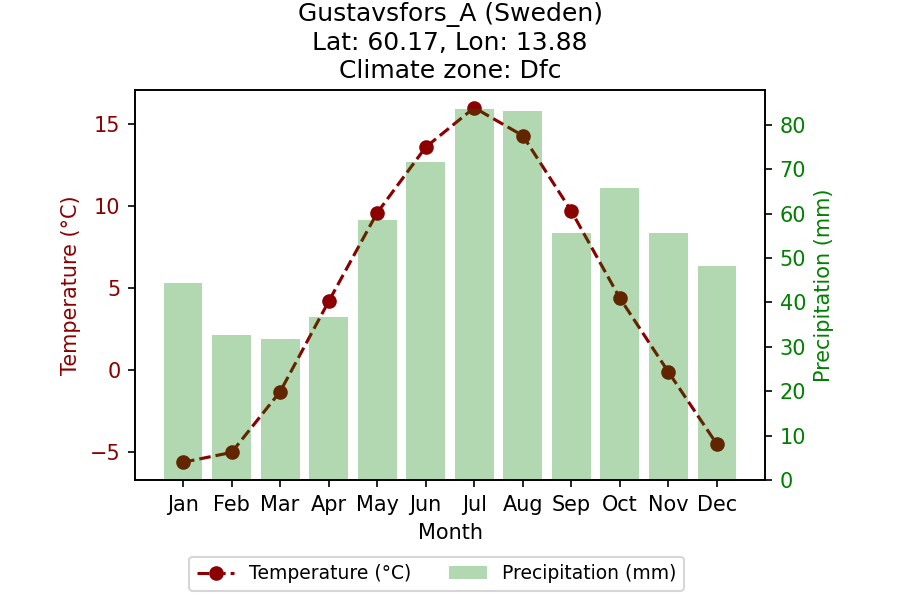 Gustavsfors_A (Sweden)
Lat: 60.17, Lon: 13.88
Climate zone: Dfc
Temperature (°C)
15
10
5
0
−5
Precipitation (mm)
80
70
60
50
40
30
20
10
0
Jan Feb Mar Apr May Jun Jul Aug Sep Oct Nov Dec
Month
Temperature (°C) Precipitation (mm)